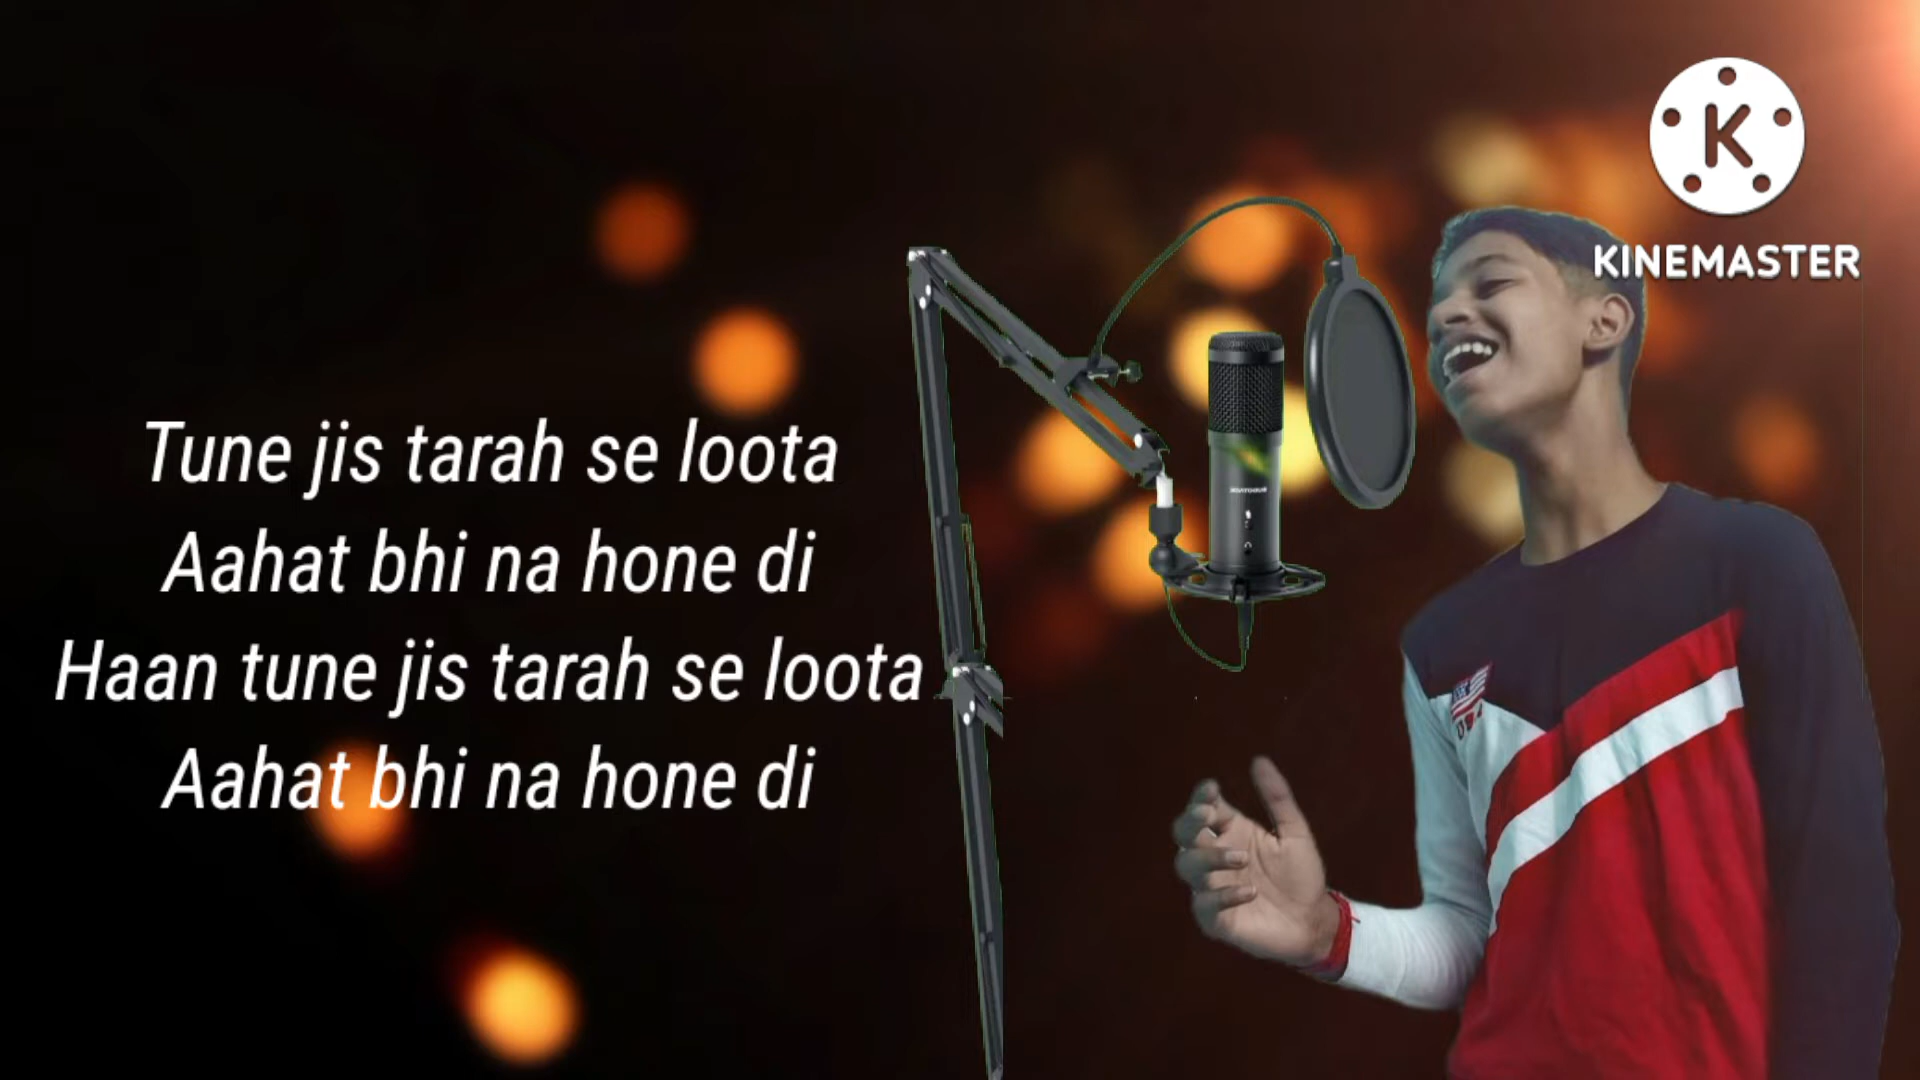 Tune jis tarah se loota
Aahat bhi na hone di
Haan tune jis tarah se loota
Aahat bhi na hone di
K
KINEMASTER